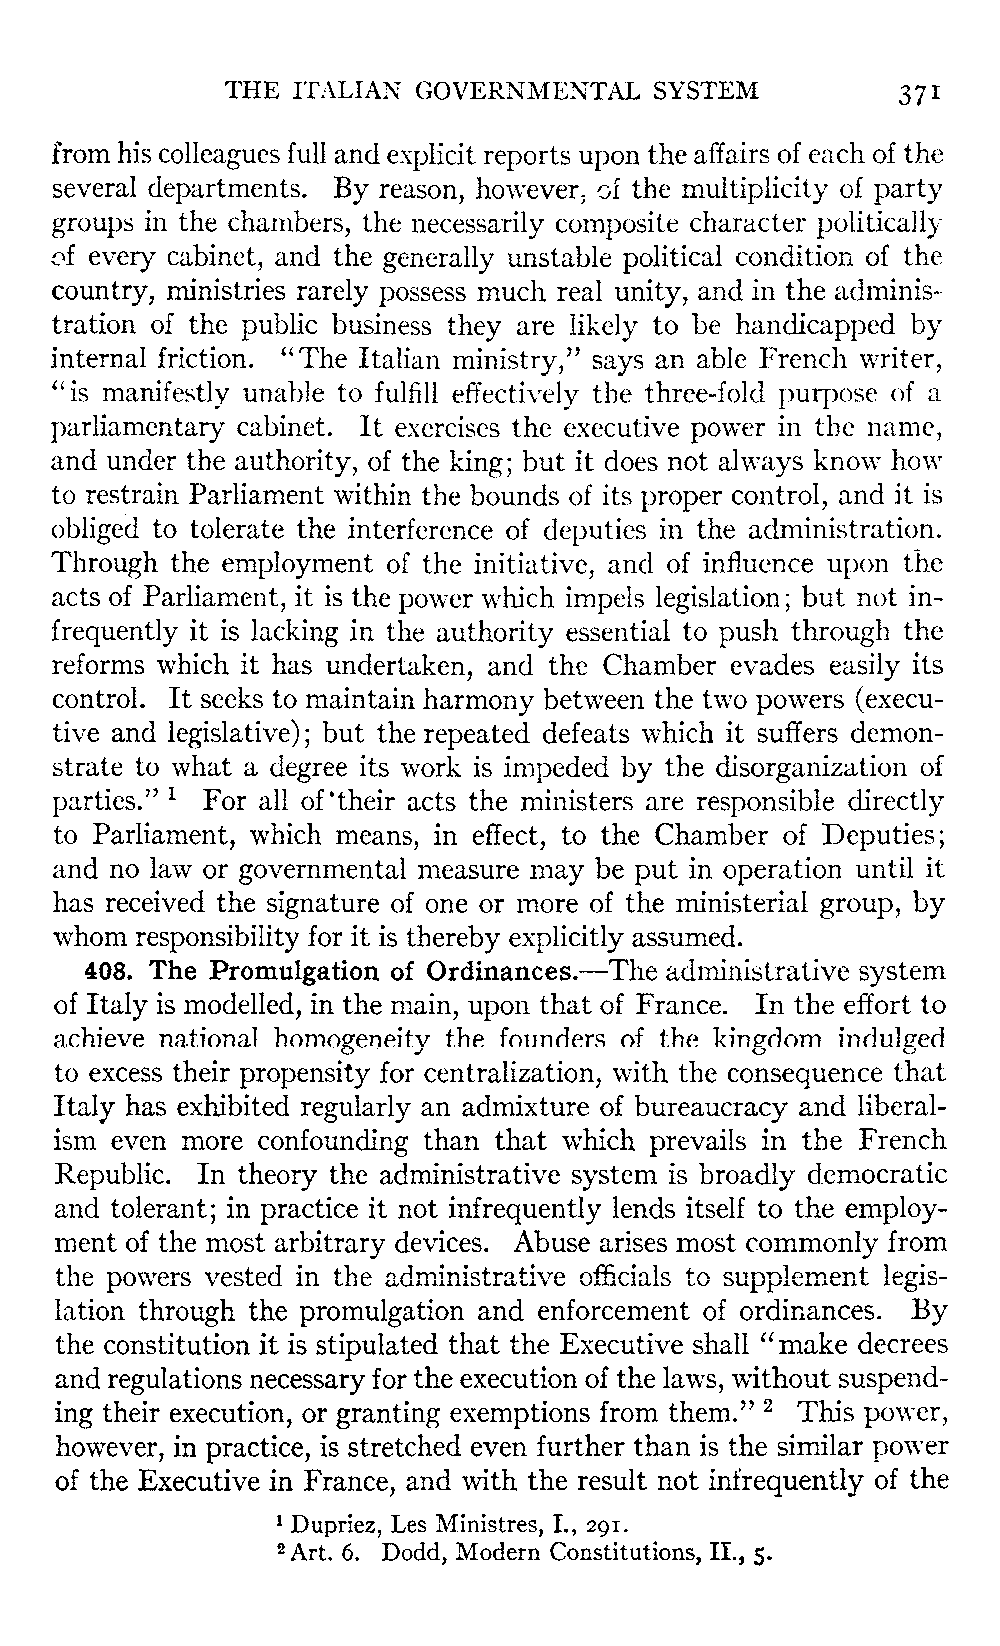 THE ITALIAN GOVERNMENTAL SYSTEM 371
from his colleagues full and explicit reports upon the affairs of each of the
several departments. By reason, however, of the multiplicity of party
groups in the chambers, the necessarily composite character politically
of every cabinet, and the generally unstable political condition of the
country, ministries rarely possess much real unity, and in the adminis-
tration of the public business they are likely to be handicapped by
internal friction. “The Italian ministry,” says an able French writer,
“is manifestly unable to fulfill effectively the three-fold purpose of a
parliamentary cabinet. It exercises the executive power in the name,
and under the authority, of the king; but it does not always know how
to restrain Parliament within the bounds of its proper control, and it is
obliged to tolerate the interference of deputies in the administration.
Through the employment of the initiative, and of influence upon the
acts of Parliament, it is the power which impels legislation; but not in-
frequently it is lacking in the authority essential to push through the
reforms which it has undertaken, and the Chamber evades easily its
control. It seeks to maintain harmony between the two powers (execu-
tive and legislative); but the repeated defeats which it suffers demon-
strate to what a degree its work is impeded by the disorganization of
parties.” ¹ For all of their acts the ministers are responsible directly
to Parliament, which means, in effect, to the Chamber of Deputies;
and no law or governmental measure may be put in operation until it
has received the signature of one or more of the ministerial group, by
whom responsibility for it is thereby explicitly assumed.
408. The Promulgation of Ordinances.—The administrative system
of Italy is modelled, in the main, upon that of France. In the effort to
achieve national homogeneity the founders of the kingdom indulged
to excess their propensity for centralization, with the consequence that
Italy has exhibited regularly an admixture of bureaucracy and liberal-
ism even more confounding than that which prevails in the French
Republic. In theory the administrative system is broadly democratic
and tolerant; in practice it not infrequently lends itself to the employ-
ment of the most arbitrary devices. Abuse arises most commonly from
the powers vested in the administrative officials to supplement legis-
lation through the promulgation and enforcement of ordinances. By
the constitution it is stipulated that the Executive shall “make decrees
and regulations necessary for the execution of the laws, without suspend-
ing their execution, or granting exemptions from them.” ² This power,
however, in practice, is stretched even further than is the similar power
of the Executive in France, and with the result not infrequently of the
¹ Dupriez, Les Ministres, I., 291.
² Art. 6. Dodd, Modern Constitutions, II., 5.